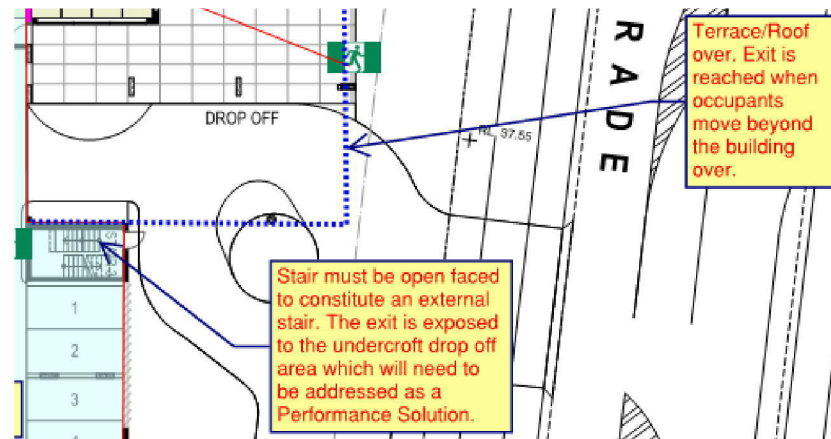 Terrace/Roof
over. Exit is
reached when
occupants
move beyond
the building
over.
RADE
DROP OFF
RL 37.55
Stair must be open faced
to constitute an external
stair. The exit is exposed
to the undercroft drop off
area which will need to
be addressed as a
Performance Solution.
1
2
3